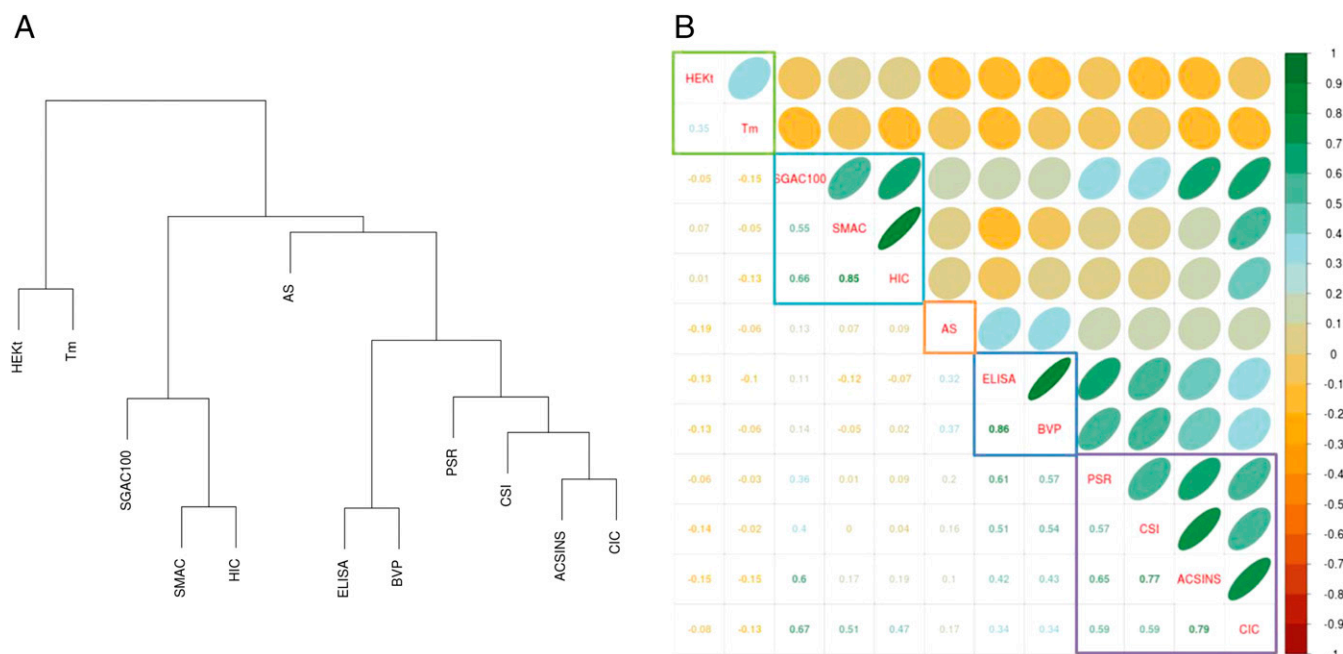 A
HEKt
Tm
SGAC100
SMAC
HIC
AS
ELISA
BVP
PSR
CSI
ACSINS
CIC
B
HEKt
0.35 Tm
-0.05 -0.15 SGAC100
0.07 -0.05 0.55 SMAC
0.01 -0.13 0.66 0.85 HIC
-0.19 -0.06 0.13 0.07 0.09 AS
-0.13 -0.1 0.11 -0.12 -0.07 0.32 ELISA
-0.13 -0.06 0.14 -0.05 0.02 0.37 0.86 BVP
-0.06 -0.03 0.36 0.01 0.09 0.2 0.61 0.57 PSR
-0.14 -0.02 0.4 0 0.04 0.16 0.51 0.54 0.57 CSI
-0.15 -0.15 0.6 0.17 0.19 0.1 0.42 0.43 0.65 0.77 ACSINS
-0.08 -0.13 0.67 0.51 0.47 0.17 0.34 0.34 0.59 0.59 0.79 CIC
1
0.9
0.8
0.7
0.6
0.5
0.4
0.3
0.2
0.1
0
-0.1
-0.2
-0.3
-0.4
-0.5
-0.6
-0.7
-0.8
-0.9
-1